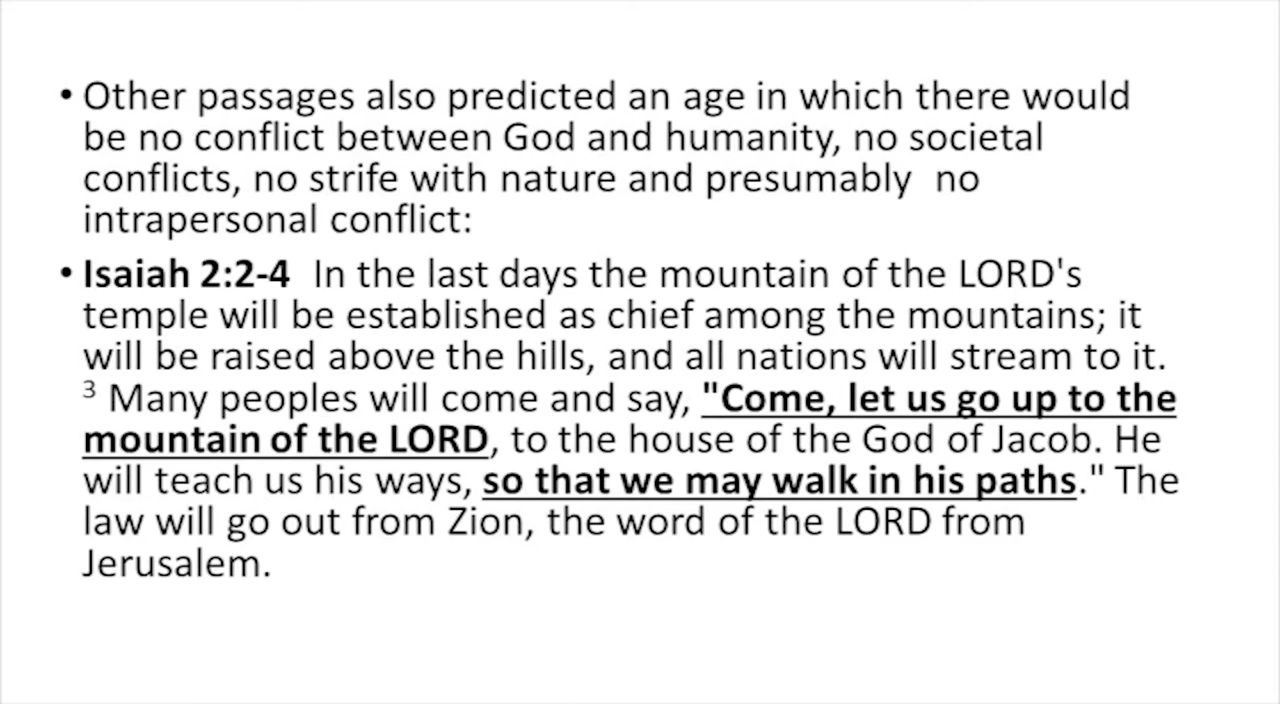 • Other passages also predicted an age in which there would
be no conflict between God and humanity, no societal
conflicts, no strife with nature and presumably  no
intrapersonal conflict:
• Isaiah 2:2-4  In the last days the mountain of the LORD's
temple will be established as chief among the mountains; it
will be raised above the hills, and all nations will stream to it.
3 Many peoples will come and say, "Come, let us go up to the
mountain of the LORD, to the house of the God of Jacob. He
will teach us his ways, so that we may walk in his paths." The
law will go out from Zion, the word of the LORD from
Jerusalem.